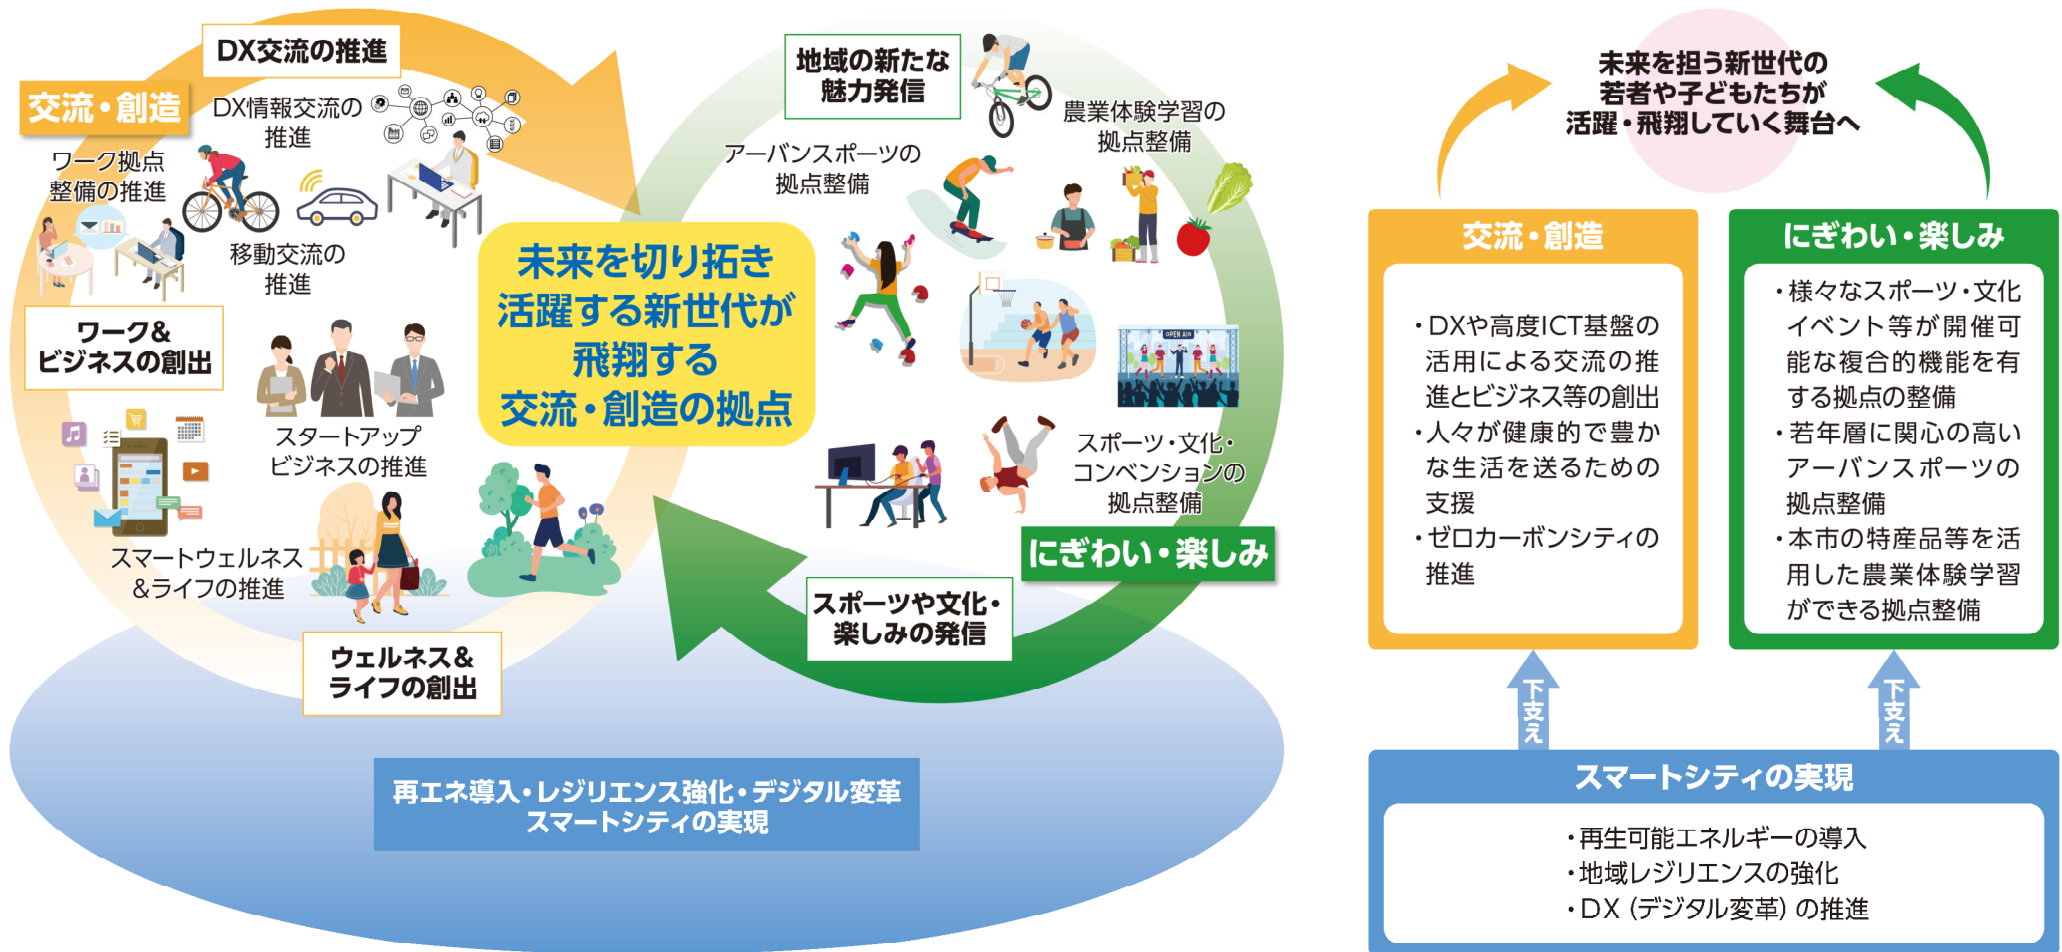 DX交流の推進
交流・創造
DX情報交流の
推進
ワーク拠点
整備の推進
移動交流の
推進
ワーク&
ビジネスの創出
スタートアップ
ビジネスの推進
スマートウェルネス
&ライフの推進
ウェルネス&
ライフの創出
未来を切り拓き
活躍する新世代が
飛翔する
交流・創造の拠点
地域の新たな
魅力発信
農業体験学習の
拠点整備
アーバンスポーツの
拠点整備
OPEN AIR
スポーツ・文化・
コンベンションの
拠点整備
にぎわい・楽しみ
スポーツや文化・
楽しみの発信
再エネ導入・レジリエンス強化・デジタル変革
スマートシティの実現
未来を担う新世代の
若者や子どもたちが
活躍・飛翔していく舞台へ
交流・創造
・DXや高度ICT基盤の
活用による交流の推
進とビジネス等の創出
・人々が健康的で豊か
な生活を送るための
支援
・ゼロカーボンシティの
推進
にぎわい・楽しみ
・様々なスポーツ・文化
イベント等が開催可
能な複合的機能を有
する拠点の整備
・若年層に関心の高い
アーバンスポーツの
拠点整備
・本市の特産品等を活
用した農業体験学習
ができる拠点整備
下支え
下支え
スマートシティの実現
・再生可能エネルギーの導入
・地域レジリエンスの強化
・DX（デジタル変革）の推進